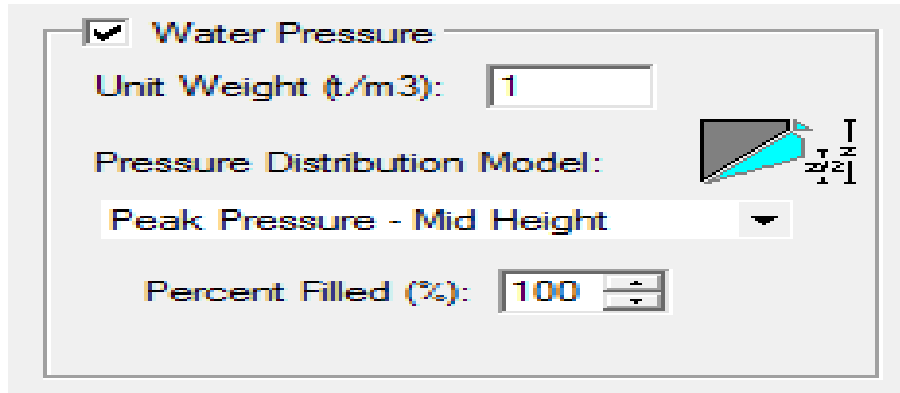 Water Pressure
Unit Weight (t/m3): 1
Pressure Distribution Model:
Peak Pressure - Mid Height
Percent Filled (%): 100